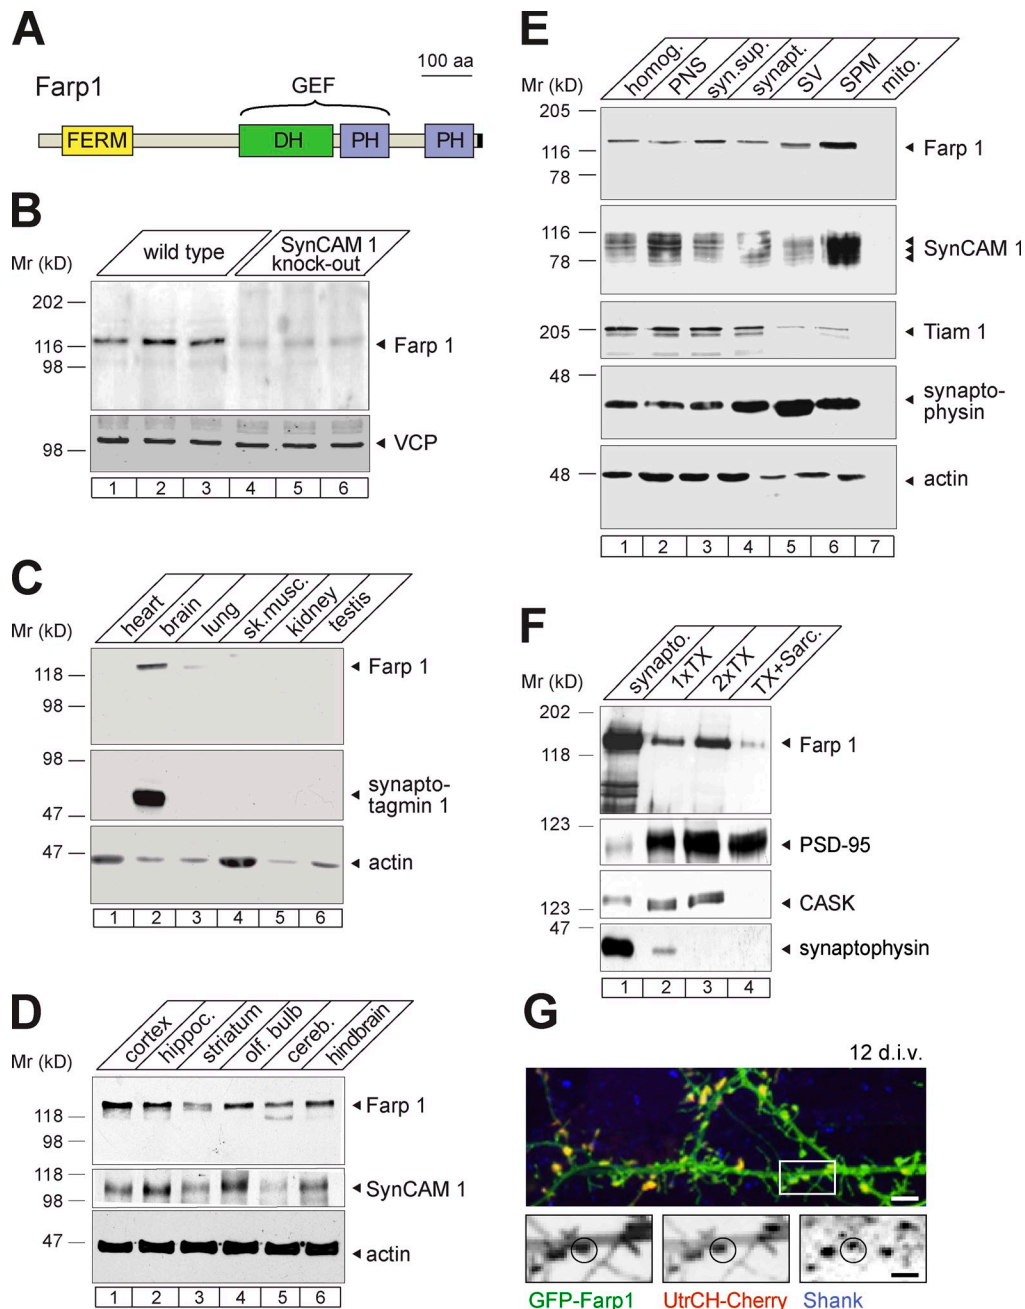 A
100 aa
Farp1
GEF
FERM
DH
PH
PH
B
wild type
SynCAM 1
knock-out
Mr (kD)
202
116
98
Farp 1
98
VCP
1 2 3 4 5 6
C
heart brain lung sk.musc. kidney testis
Mr (kD)
118
98
Farp 1
98
47
synapto-
tagmin 1
47
actin
1 2 3 4 5 6
D
cortex hippoc. striatum olf. bulb cereb. hindbrain
Mr (kD)
118
98
Farp 1
118
98
SynCAM 1
47
actin
1 2 3 4 5 6
E
homog. PNS syn.sup. synapt. SV SPM mito.
Mr (kD)
205
116
78
Farp 1
116
78
SynCAM 1
205
Tiam 1
48
synapto-
physin
48
actin
1 2 3 4 5 6 7
F
synapto. 1xTX 2xTX TX+Sarc.
Mr (kD)
202
118
Farp 1
123
PSD-95
123
CASK
47
synaptophysin
1 2 3 4
G
12 d.i.v.
GFP-Farp1 UtrCH-Cherry Shank